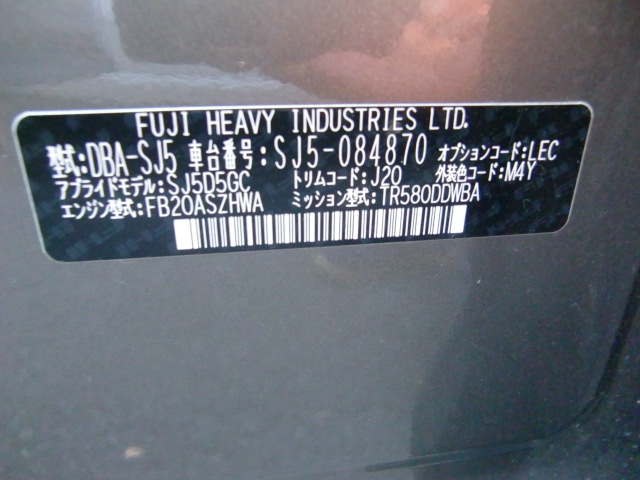 FUJI HEAVY INDUSTRIES LTD.
型式:DBA-SJ5 車台番号:SJ5-084870 オプションコード:LEC
アプライドモデル:SJ5D5GC トリムコード:J20 外装色コード:M4Y
エンジン型式:FB20ASZHWA ミッション型式:TR580DDWBA